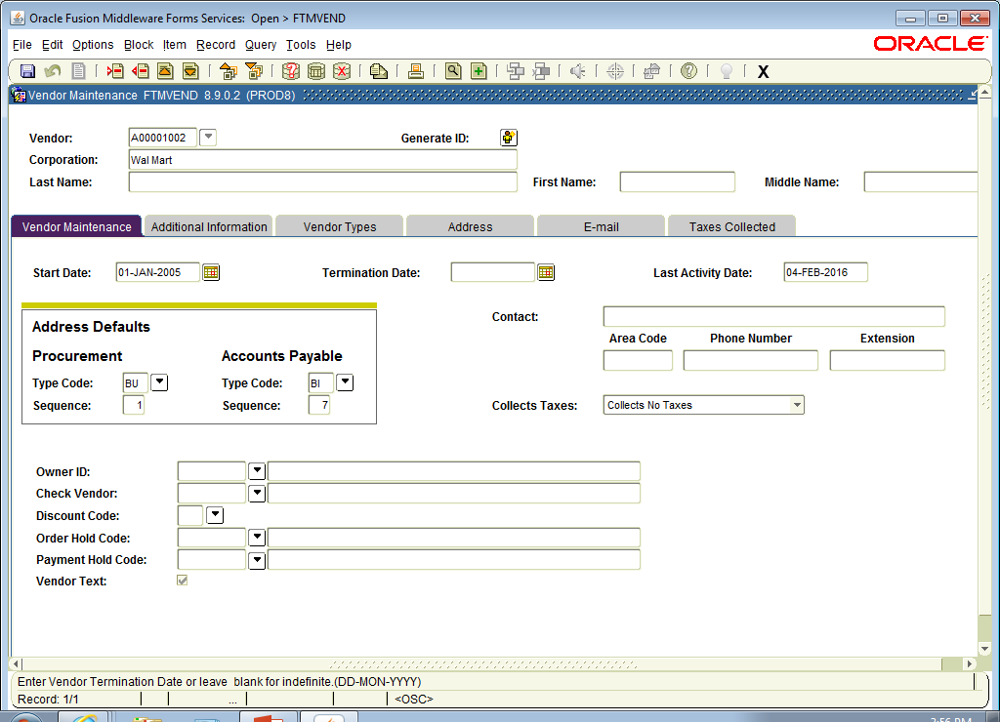 Oracle Fusion Middleware Forms Services: Open > FTMVEND
File Edit Options Block Item Record Query Tools Help
ORACLE
X
Vendor Maintenance FTMVEND 8.9.0.2 (PROD8)
Vendor: A00001002 Generate ID:
Corporation: Wal Mart
Last Name: First Name: Middle Name:
Vendor Maintenance Additional Information Vendor Types Address E-mail Taxes Collected
Start Date: 01-JAN-2005 Termination Date: Last Activity Date: 04-FEB-2016
Address Defaults
Contact:
Area Code Phone Number Extension
Procurement Accounts Payable
Type Code: BU Type Code: BI
Sequence: 1 Sequence: 7
Collects Taxes: Collects No Taxes
Owner ID:
Check Vendor:
Discount Code:
Order Hold Code:
Payment Hold Code:
Vendor Text:
Enter Vendor Termination Date or leave blank for indefinite.(DD-MON-YYYY)
Record: 1/1 ... <OSC>
2:56 PM